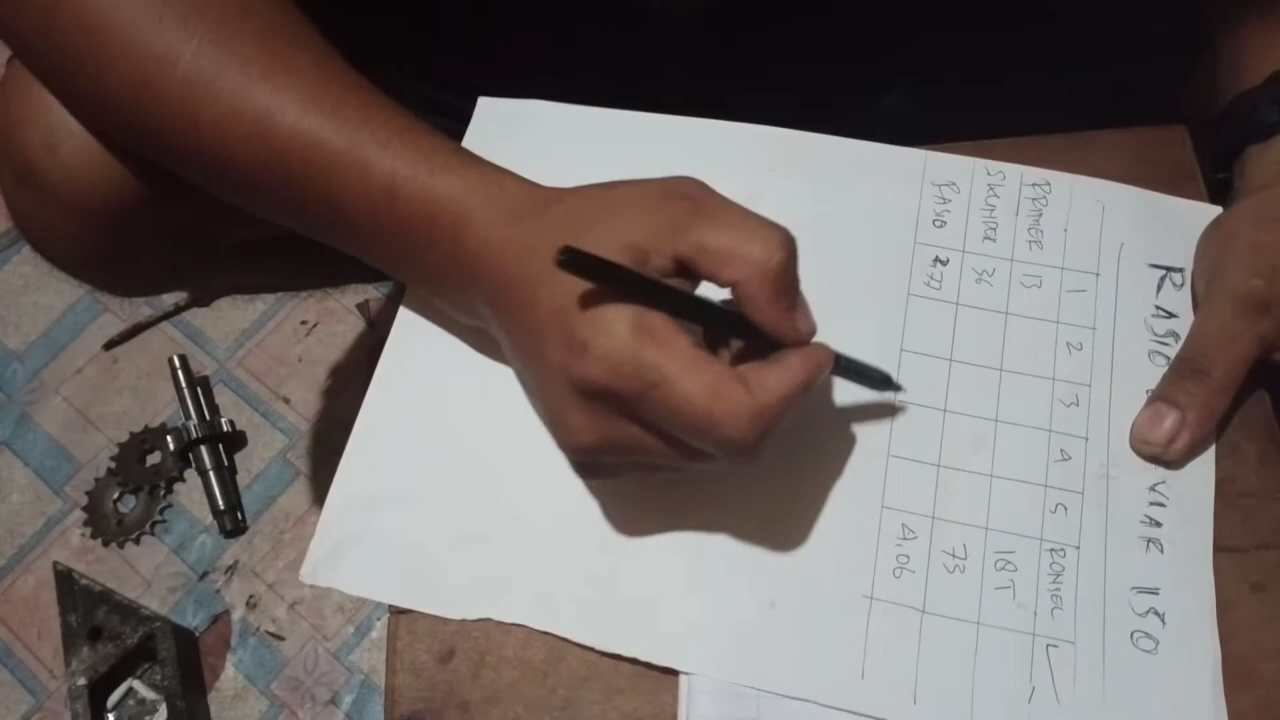 RASIO VIAR 150
1 2 3 4 5 RONSEL
PRIMER 13 18T
SKUNDER 36 73
RASIO 2,77 4,06